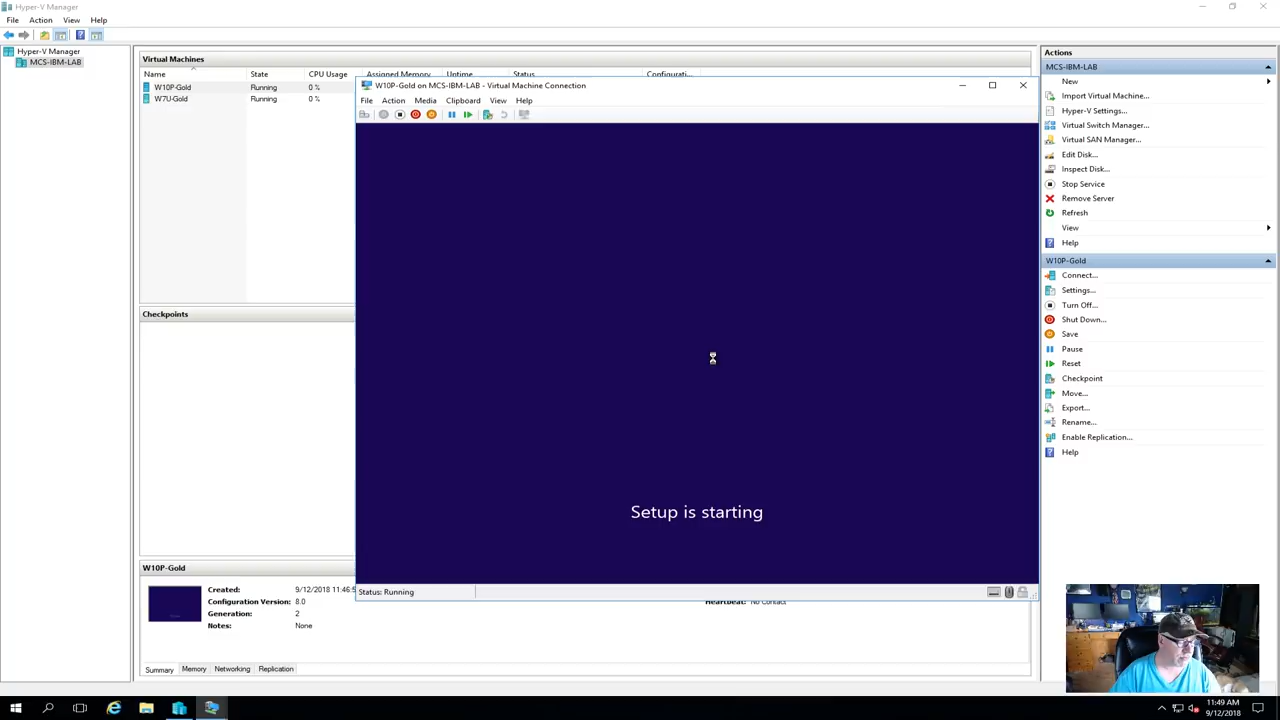 Hyper-V Manager
File Action View Help
Hyper-V Manager
MCS-IBM-LAB
Virtual Machines
Name State CPU Usage Assigned Memory Uptime Status Configurati...
W10P-Gold Running 0 %
W7U-Gold Running 0 %
W10P-Gold on MCS-IBM-LAB - Virtual Machine Connection
File Action Media Clipboard View Help
Setup is starting
Status: Running
Checkpoints
W10P-Gold
Created: 9/12/2018 11:46:
Configuration Version: 8.0
Generation: 2
Notes: None
Heartbeat: No Contact
Summary Memory Networking Replication
Actions
MCS-IBM-LAB
New
Import Virtual Machine...
Hyper-V Settings...
Virtual Switch Manager...
Virtual SAN Manager...
Edit Disk...
Inspect Disk...
Stop Service
Remove Server
Refresh
View
Help
W10P-Gold
Connect...
Settings...
Turn Off...
Shut Down...
Save
Pause
Reset
Checkpoint
Move...
Export...
Rename...
Enable Replication...
Help
11:49 AM
9/12/2018